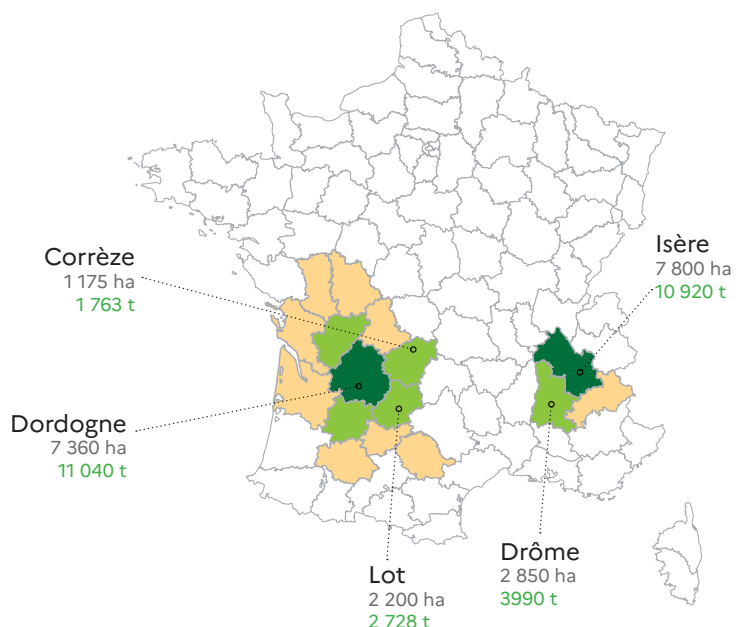 Isère
7 800 ha
10 920 t
Corrèze
1 175 ha
1 763 t
Dordogne
7 360 ha
11 040 t
Drôme
2 850 ha
3990 t
Lot
2 200 ha
2 728 t